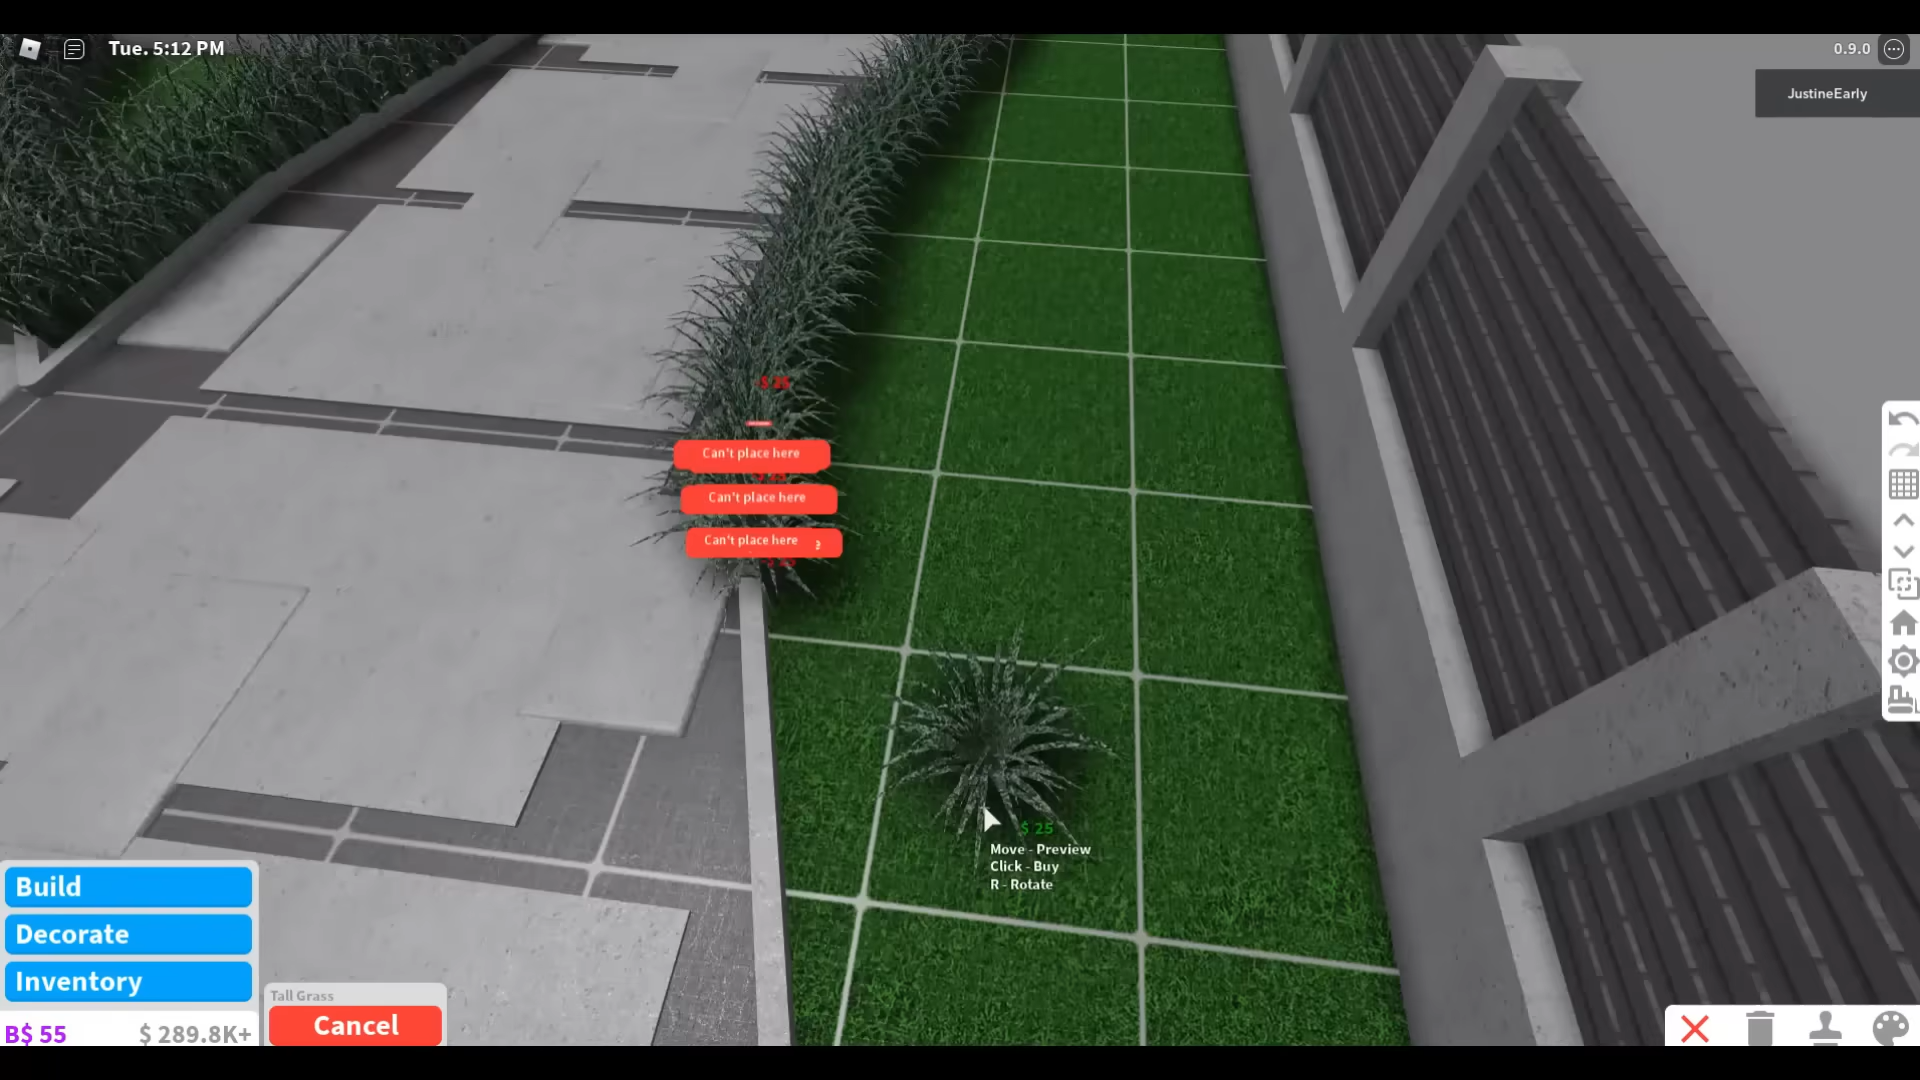 Tue. 5:12 PM
0.9.0
JustineEarly
$ 25
Can't place here
Can't place here
Can't place here
$ 25
Move - Preview
Click - Buy
R - Rotate
Build
Decorate
Inventory
B$ 55 $ 289.8K+
Tall Grass
Cancel